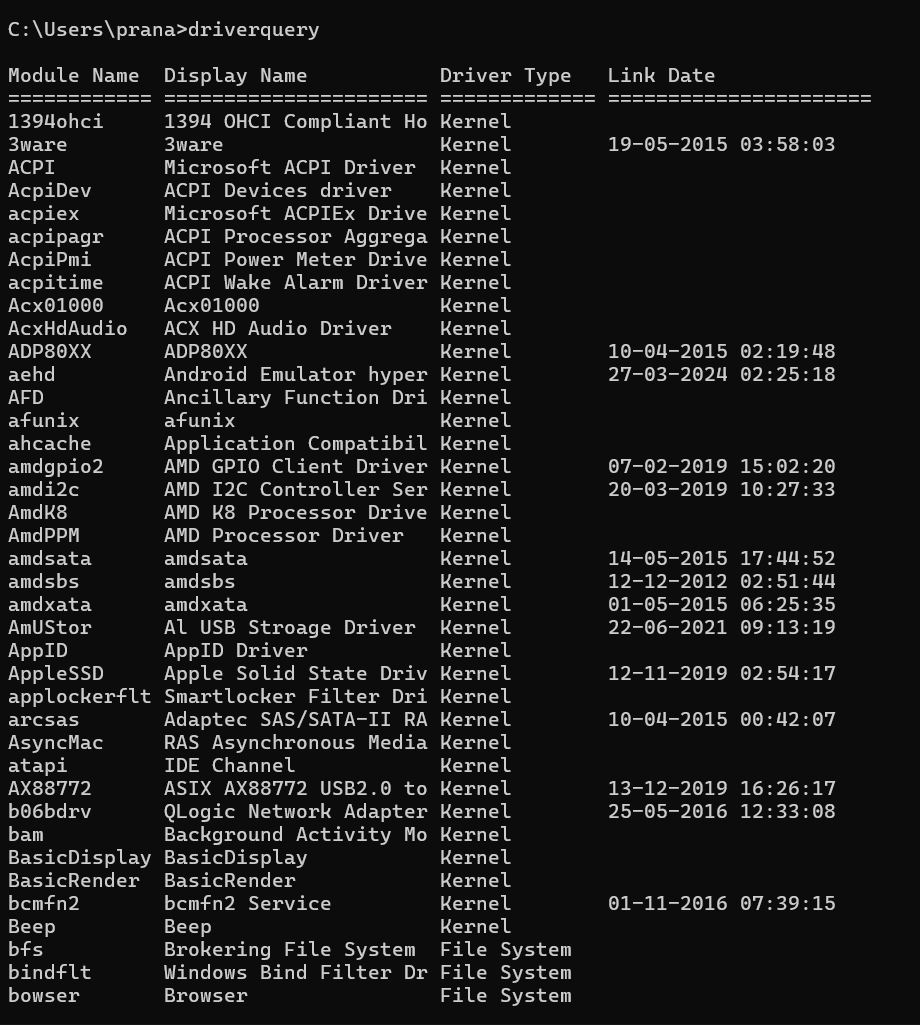 C:\Users\prana>driverquery
Module Name  Display Name           Driver Type   Link Date
============ ====================== ============= ======================
1394ohci     1394 OHCI Compliant Ho Kernel
3ware        3ware                  Kernel        19-05-2015 03:58:03
ACPI         Microsoft ACPI Driver  Kernel
AcpiDev      ACPI Devices driver    Kernel
acpiex       Microsoft ACPIEx Drive Kernel
acpipagr     ACPI Processor Aggrega Kernel
AcpiPmi      ACPI Power Meter Drive Kernel
acpitime     ACPI Wake Alarm Driver Kernel
Acx01000     Acx01000               Kernel
AcxHdAudio   ACX HD Audio Driver    Kernel
ADP80XX      ADP80XX                Kernel        10-04-2015 02:19:48
aehd         Android Emulator hyper Kernel        27-03-2024 02:25:18
AFD          Ancillary Function Dri Kernel
afunix       afunix                 Kernel
ahcache      Application Compatibil Kernel
amdgpio2     AMD GPIO Client Driver Kernel        07-02-2019 15:02:20
amdi2c       AMD I2C Controller Ser Kernel        20-03-2019 10:27:33
AmdK8        AMD K8 Processor Drive Kernel
AmdPPM       AMD Processor Driver   Kernel
amdsata      amdsata                Kernel        14-05-2015 17:44:52
amdsbs       amdsbs                 Kernel        12-12-2012 02:51:44
amdxata      amdxata                Kernel        01-05-2015 06:25:35
AmUStor      Al USB Stroage Driver  Kernel        22-06-2021 09:13:19
AppID        AppID Driver           Kernel
AppleSSD     Apple Solid State Driv Kernel        12-11-2019 02:54:17
applockerflt Smartlocker Filter Dri Kernel
arcsas       Adaptec SAS/SATA-II RA Kernel        10-04-2015 00:42:07
AsyncMac     RAS Asynchronous Media Kernel
atapi        IDE Channel            Kernel
AX88772      ASIX AX88772 USB2.0 to Kernel        13-12-2019 16:26:17
b06bdrv      QLogic Network Adapter Kernel        25-05-2016 12:33:08
bam          Background Activity Mo Kernel
BasicDisplay BasicDisplay           Kernel
BasicRender  BasicRender            Kernel
bcmfn2       bcmfn2 Service         Kernel        01-11-2016 07:39:15
Beep         Beep                   Kernel
bfs          Brokering File System  File System
bindflt      Windows Bind Filter Dr File System
bowser       Browser                File System